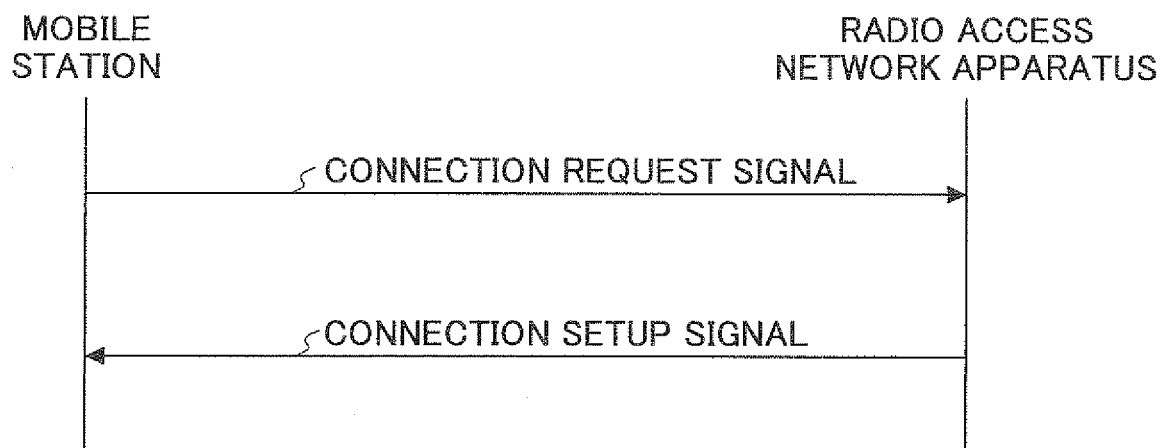 MOBILE
STATION
RADIO ACCESS
NETWORK APPARATUS
CONNECTION REQUEST SIGNAL
CONNECTION SETUP SIGNAL